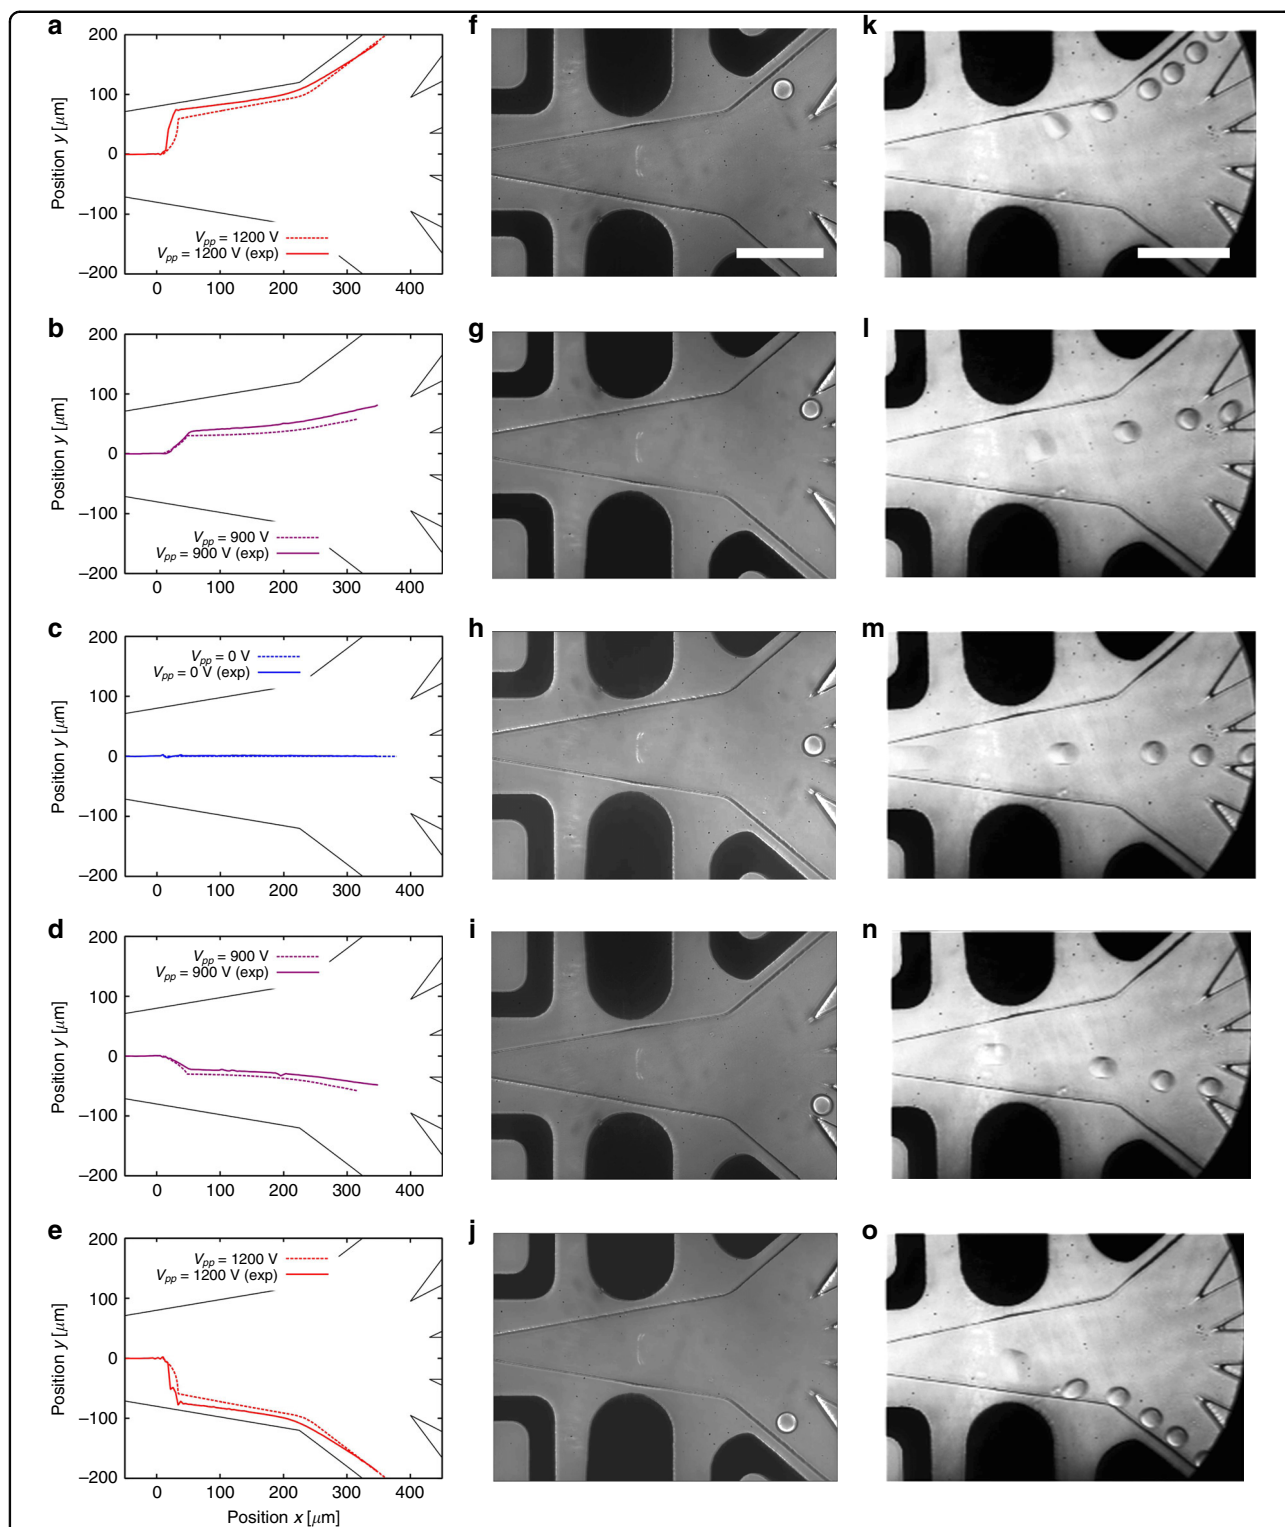 a
f
k
200
100
0
−100
−200
Position y [μm]
Vpp = 1200 V
Vpp = 1200 V (exp)
0 100 200 300 400
b
g
l
200
100
0
−100
−200
Position y [μm]
Vpp = 900 V
Vpp = 900 V (exp)
0 100 200 300 400
c
h
m
200
100
0
−100
−200
Position y [μm]
Vpp = 0 V
Vpp = 0 V (exp)
0 100 200 300 400
d
i
n
200
100
0
−100
−200
Position y [μm]
Vpp = 900 V
Vpp = 900 V (exp)
0 100 200 300 400
e
j
o
200
100
0
−100
−200
Position y [μm]
Vpp = 1200 V
Vpp = 1200 V (exp)
0 100 200 300 400
Position x [μm]